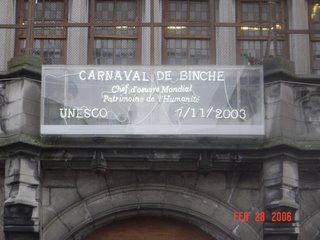 CARNAVAL DE BINCHE
Chef d'oeuvre Mondial
Patrimoine de l'Humanité
UNESCO 7/11/2003
FEB 28 2006